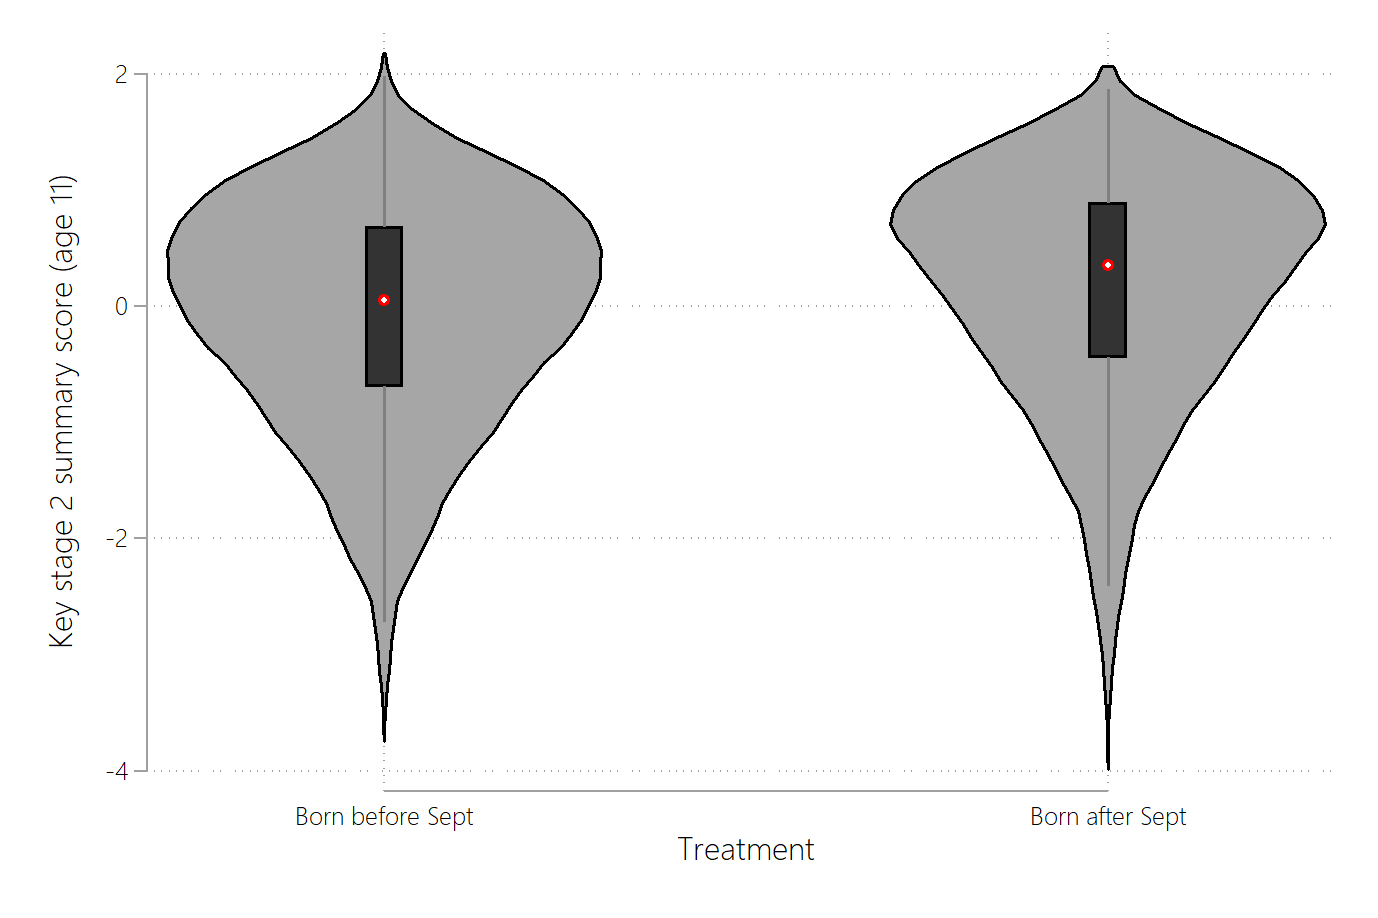 Key stage 2 summary score (age 11)
2
0
-2
-4
Born before Sept
Born after Sept
Treatment